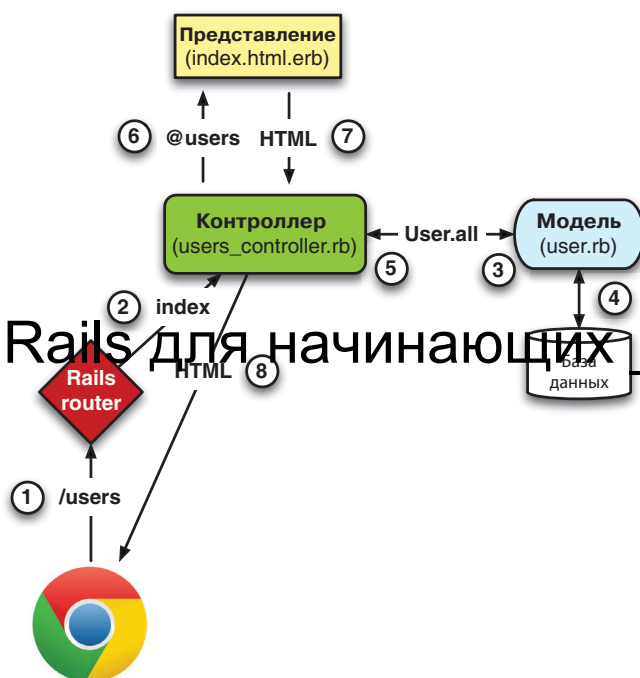 Представление
(index.html.erb)
6 @users HTML 7
Контроллер
(users_controller.rb)
User.all
Модель
(user.rb)
5
3
4
2 index
Rails для начинающих
База
данных
HTML 8
Rails
router
1 /users